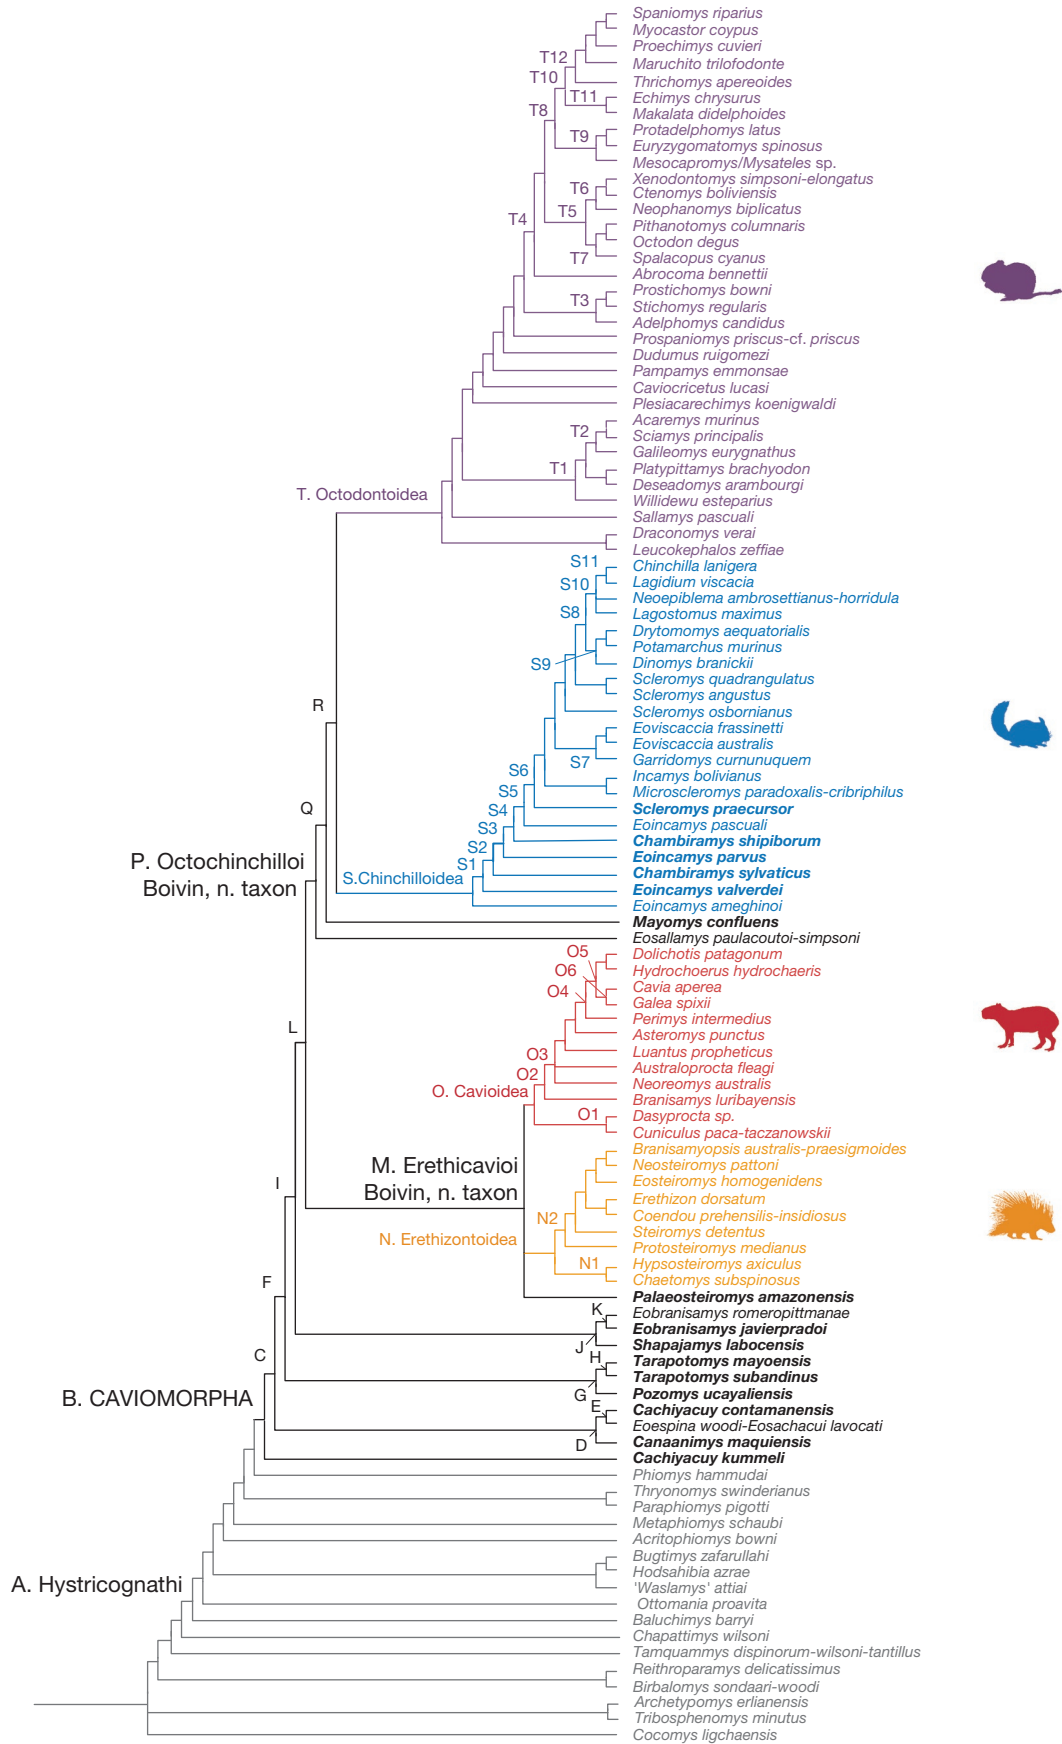 Spaniomys riparius
Myocastor coypus
Proechimys cuvieri
T12
Maruchito trilofodonte
T10
Thrichomys apereoides
T11
Echimys chrysurus
T8
Makalata didelphoides
Protadelphomys latus
T9
Euryzygomatomys spinosus
Mesocapromys/Mysateles sp.
Xenodontomys simpsoni-elongatus
T6
Ctenomys boliviensis
T5
Neophanomys biplicatus
T4
Pithanotomys columnaris
Octodon degus
T7
Spalacopus cyanus
Abrocoma bennettii
Prostichomys bowni
T3
Stichomys regularis
Adelphomys candidus
Prospaniomys priscus-cf. priscus
Dudumus ruigomezi
Pampamys emmonsae
Caviocricetus lucasi
Plesiacarechimys koenigwaldi
Acaremys murinus
T2
Sciamys principalis
Galileomys eurygnathus
T1
Platypittamys brachyodon
Deseadomys arambourgi
T. Octodontoidea
Willidewu esteparius
Sallamys pascuali
Draconomys verai
Leucokephalos zeffiae
S11
Chinchilla lanigera
S10
Lagidium viscacia
Neoepiblema ambrosettianus-horridula
S8
Lagostomus maximus
Drytomomys aequatorialis
Potamarchus murinus
S9
Dinomys branickii
Scleromys quadrangulatus
Scleromys angustus
R
Scleromys osbornianus
Eoviscaccia frassinetti
Eoviscaccia australis
S7
Garridomys curnunuquem
S6
Incamys bolivianus
S5
Microscleromys paradoxalis-cribriphilus
Q
S4
Scleromys praecursor
S3
Eoincamys pascuali
S2
Chambiramys shipiborum
P. Octochinchilloi
Boivin, n. taxon
S1
Eoincamys parvus
S.Chinchilloidea
Chambiramys sylvaticus
Eoincamys valverdei
Eoincamys ameghinoi
Mayomys confluens
Eosallamys paulacoutoi-simpsoni
O5
Dolichotis patagonum
O6
Hydrochoerus hydrochaeris
O4
Cavia aperea
Galea spixii
L
Perimys intermedius
Asteromys punctus
O3
Luantus propheticus
O2
Australoprocta fleagi
O. Cavioidea
Neoreomys australis
Branisamys luribayensis
O1
Dasyprocta sp.
Cuniculus paca-taczanowskii
M. Erethicavioi
Boivin, n. taxon
Branisamyopsis australis-praesigmoides
Neosteiromys pattoni
I
Eosteiromys homogenidens
Erethizon dorsatum
N2
Coendou prehensilis-insidiosus
N. Erethizontoidea
Steiromys detentus
Protosteiromys medianus
N1
Hypsosteiromys axiculus
F
Chaetomys subspinosus
Palaeosteiromys amazonensis
K
Eobranisamys romeropittmanae
Eobranisamys javierpradoi
J
Shapajamys labocensis
C
H
Tarapotomys mayoensis
Tarapotomys subandinus
G
Pozomys ucayaliensis
B. CAVIOMORPHA
E
Cachiyacuy contamanensis
Eoespina woodi-Eosachacui lavocati
D
Canaanimys maquiensis
Cachiyacuy kummeli
Phiomys hammudai
Thryonomys swinderianus
Paraphiomys pigotti
Metaphiomys schaubi
Acritophiomys bowni
Bugtimys zafarullahi
A. Hystricognathi
Hodsahibia azrae
'Waslamys' attiai
Ottomania proavita
Baluchimys barryi
Chapattimys wilsoni
Tamquammys dispinorum-wilsoni-tantillus
Reithroparamys delicatissimus
Birbalomys sondaari-woodi
Archetypomys erlianensis
Tribosphenomys minutus
Cocomys ligchaensis